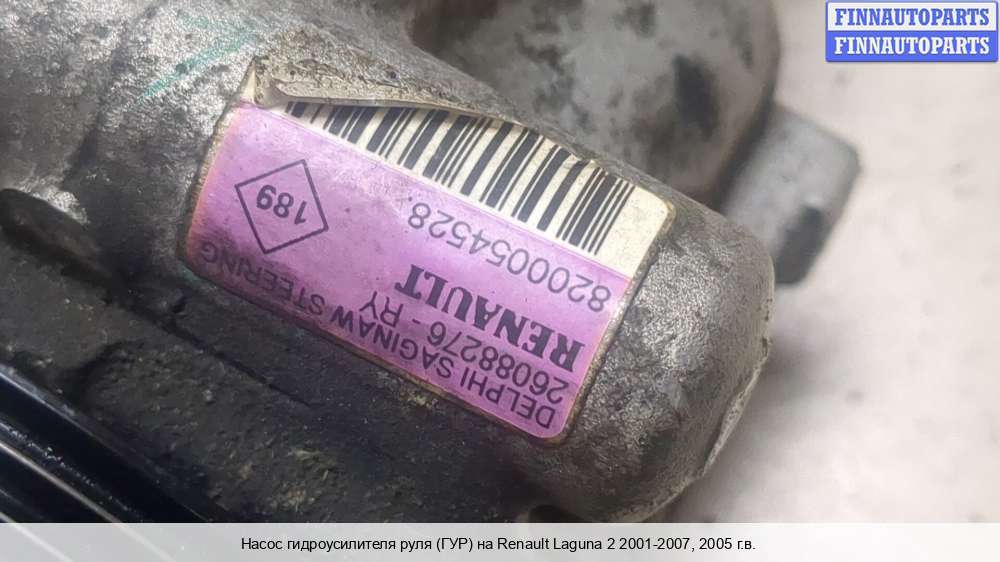 FINNAUTOPARTS
FINNAUTOPARTS
189
8200054528.
RENAULT
26088276 - RY
DELPHI SAGINAW STEERING
Насос гидроусилителя руля (ГУР) на Renault Laguna 2 2001-2007, 2005 г.в.